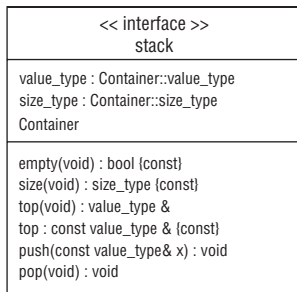 << interface >>
stack
value_type : Container::value_type
size_type : Container::size_type
Container
empty(void) : bool {const}
size(void) : size_type {const}
top(void) : value_type &
top : const value_type & {const}
push(const value_type& x) : void
pop(void) : void